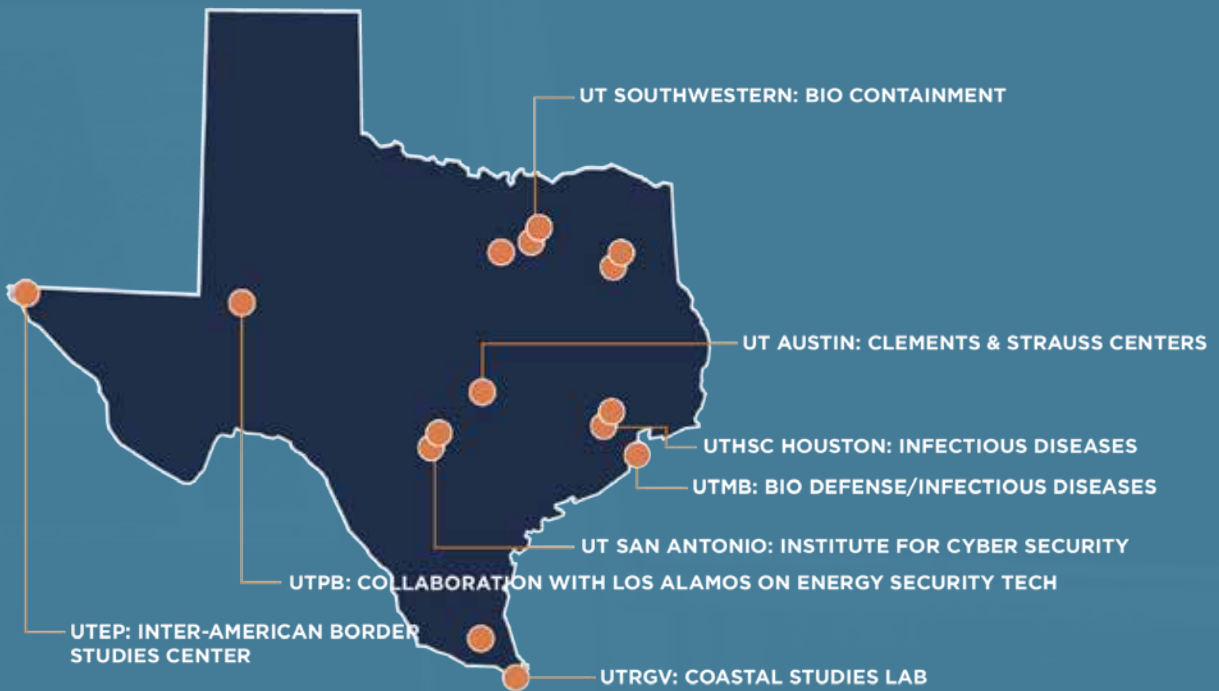 UT SOUTHWESTERN: BIO CONTAINMENT
UT AUSTIN: CLEMENTS & STRAUSS CENTERS
UTHSC HOUSTON: INFECTIOUS DISEASES
UTMB: BIO DEFENSE/INFECTIOUS DISEASES
UT SAN ANTONIO: INSTITUTE FOR CYBER SECURITY
UTPB: COLLABORATION WITH LOS ALAMOS ON ENERGY SECURITY TECH
UTEP: INTER-AMERICAN BORDER
STUDIES CENTER
UTRGV: COASTAL STUDIES LAB